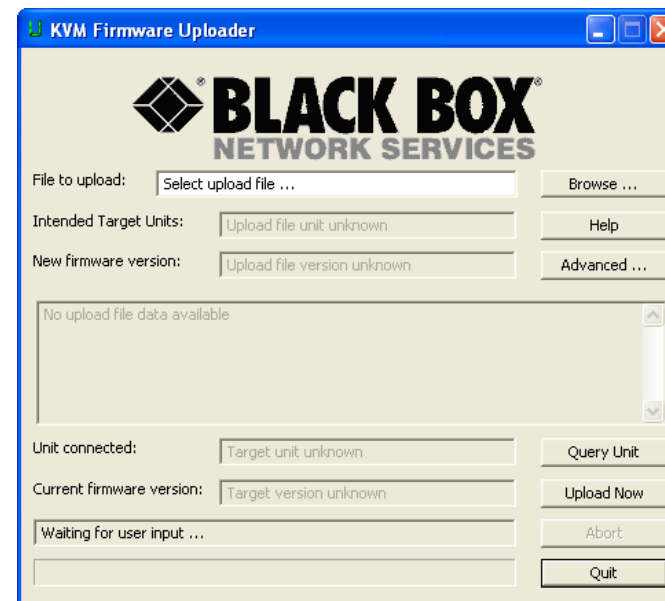 KVM Firmware Uploader
BLACK BOX®
NETWORK SERVICES
File to upload: Select upload file ... Browse ...
Intended Target Units: Upload file unit unknown Help
New firmware version: Upload file version unknown Advanced ...
No upload file data available
Unit connected: Target unit unknown Query Unit
Current firmware version: Target version unknown Upload Now
Waiting for user input ... Abort
Quit